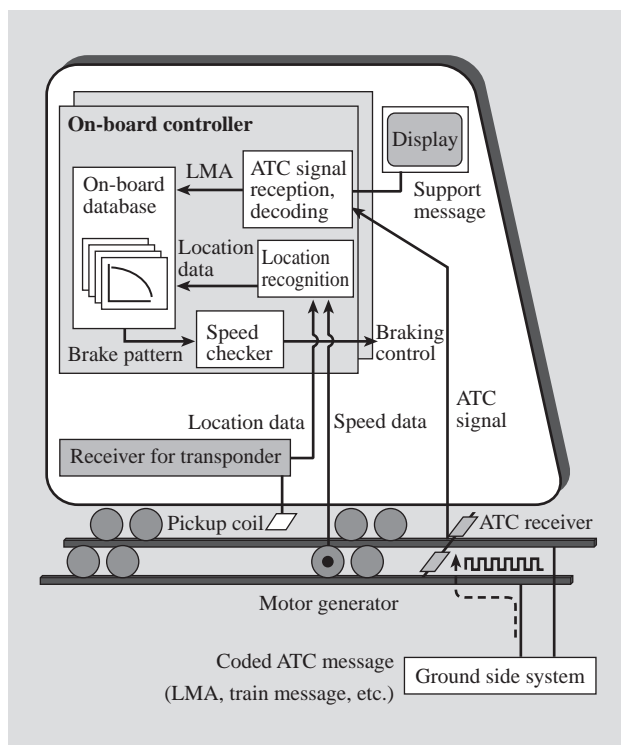 On-board controller
Display
Support
message
On-board
database
LMA
ATC signal
reception,
decoding
Location
data
Location
recognition
Brake pattern
Speed
checker
Braking
control
ATC
signal
Location data
Speed data
Receiver for transponder
Pickup coil
ATC receiver
Motor generator
Coded ATC message
(LMA, train message, etc.)
Ground side system